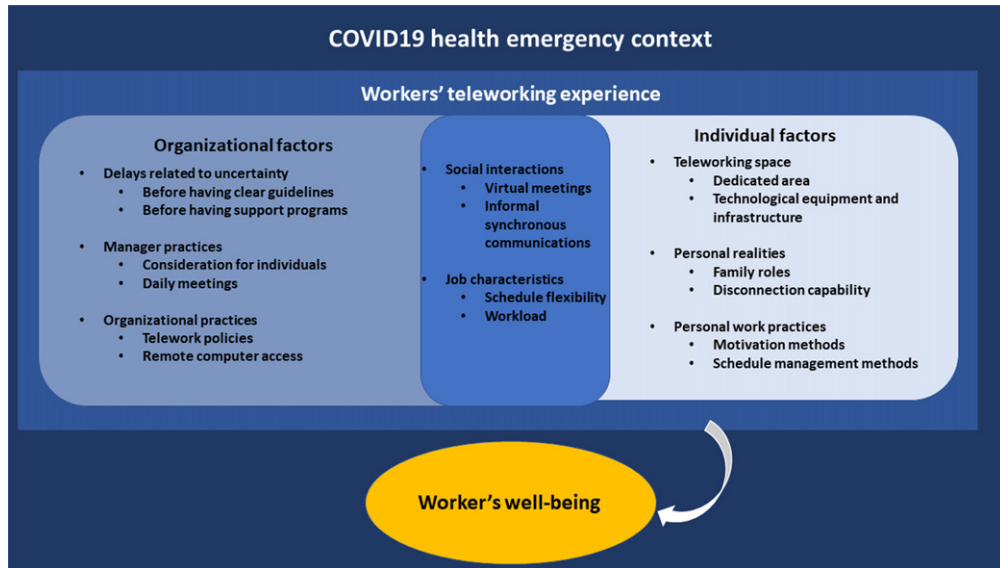 COVID19 health emergency context
Workers' teleworking experience
Organizational factors
• Delays related to uncertainty
• Before having clear guidelines
• Before having support programs
• Manager practices
• Consideration for individuals
• Daily meetings
• Organizational practices
• Telework policies
• Remote computer access
• Social interactions
• Virtual meetings
• Informal
synchronous
communications
• Job characteristics
• Schedule flexibility
• Workload
Individual factors
• Teleworking space
• Dedicated area
• Technological equipment and
infrastructure
• Personal realities
• Family roles
• Disconnection capability
• Personal work practices
• Motivation methods
• Schedule management methods
Worker's well-being